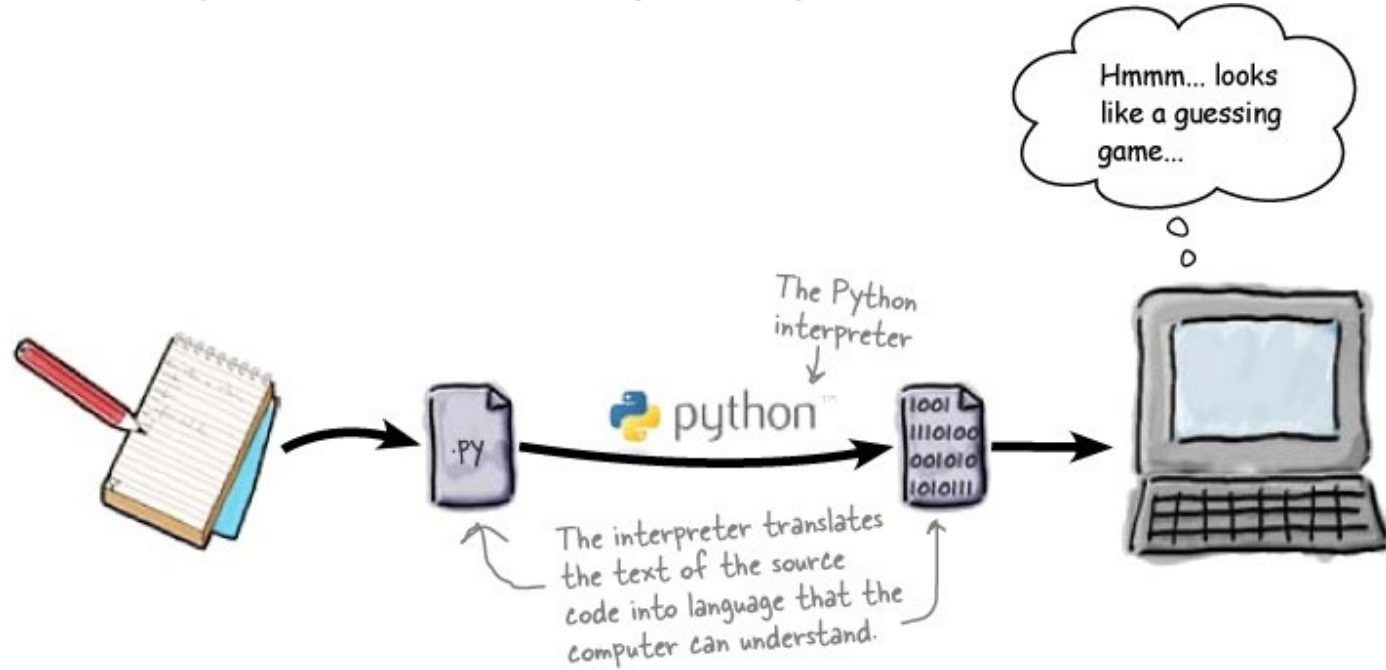 Hmmm... looks
like a guessing
game...
The Python
interpreter
python™
.PY
1001
1110100
001010
1010111
The interpreter translates
the text of the source
code into language that the
computer can understand.